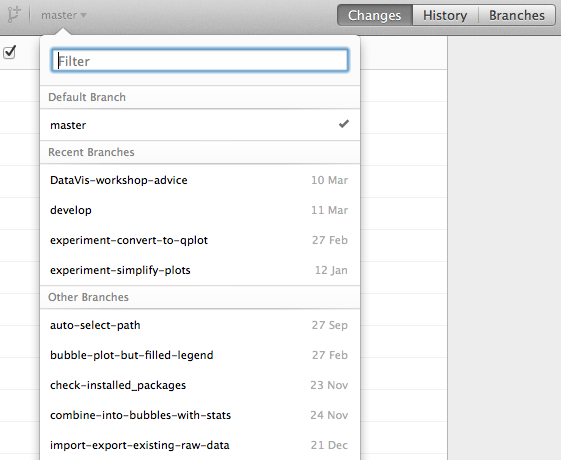 master
Changes
History
Branches
Filter
Default Branch
master
Recent Branches
DataVis-workshop-advice 10 Mar
develop 11 Mar
experiment-convert-to-qplot 27 Feb
experiment-simplify-plots 12 Jan
Other Branches
auto-select-path 27 Sep
bubble-plot-but-filled-legend 27 Feb
check-installed_packages 23 Nov
combine-into-bubbles-with-stats 24 Nov
import-export-existing-raw-data 21 Dec